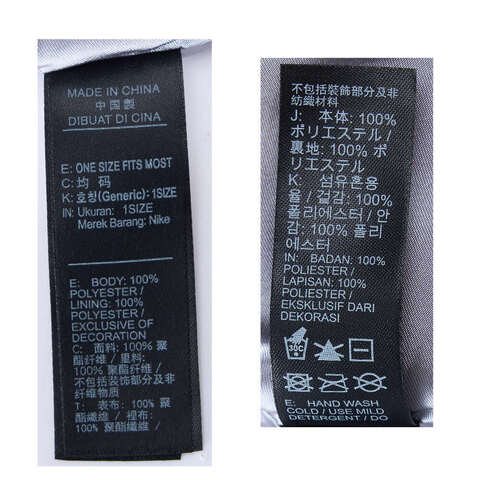 MADE IN CHINA
中國製
DIBUAT DI CINA
E: ONE SIZE FITS MOST
C: 均 码
K: 호칭(Generic): 1SIZE
IN: Ukuran: 1SIZE
Merek Barang: Nike
E: BODY: 100%
POLYESTER /
LINING: 100%
POLYESTER /
EXCLUSIVE OF
DECORATION
C: 面料: 100% 聚
酯纤维 / 里料:
100% 聚酯纤维 /
不包括装饰部分及非
纤维物质
T: 表布: 100% 聚
酯纖維 / 裡布:
100% 聚酯纖維 /
不包括裝飾部分及非
紡織材料
J: 本体: 100%
ポリエステル /
裏地: 100% ポ
リエステル
K: 섬유혼용
율 / 겉감: 100%
폴리에스터 / 안
감: 100% 폴리
에스터
IN: BADAN: 100%
POLIESTER /
LAPISAN: 100%
POLIESTER /
EKSKLUSIF DARI
DEKORASI
30C
E: HAND WASH
COLD / USE MILD
DETERGENT / DO